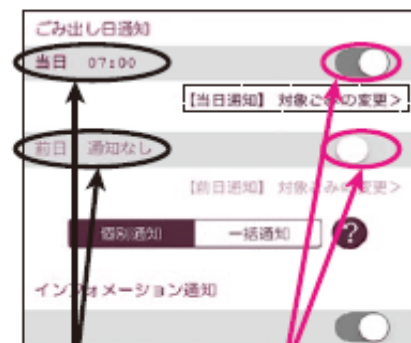 ごみ出し日通知
当日 07:00
【当日通知】 対象ごみの変更>
前日 通知なし
【前日通知】 対象ごみの変更>
個別通知 一括通知 ?
インフォメーション通知